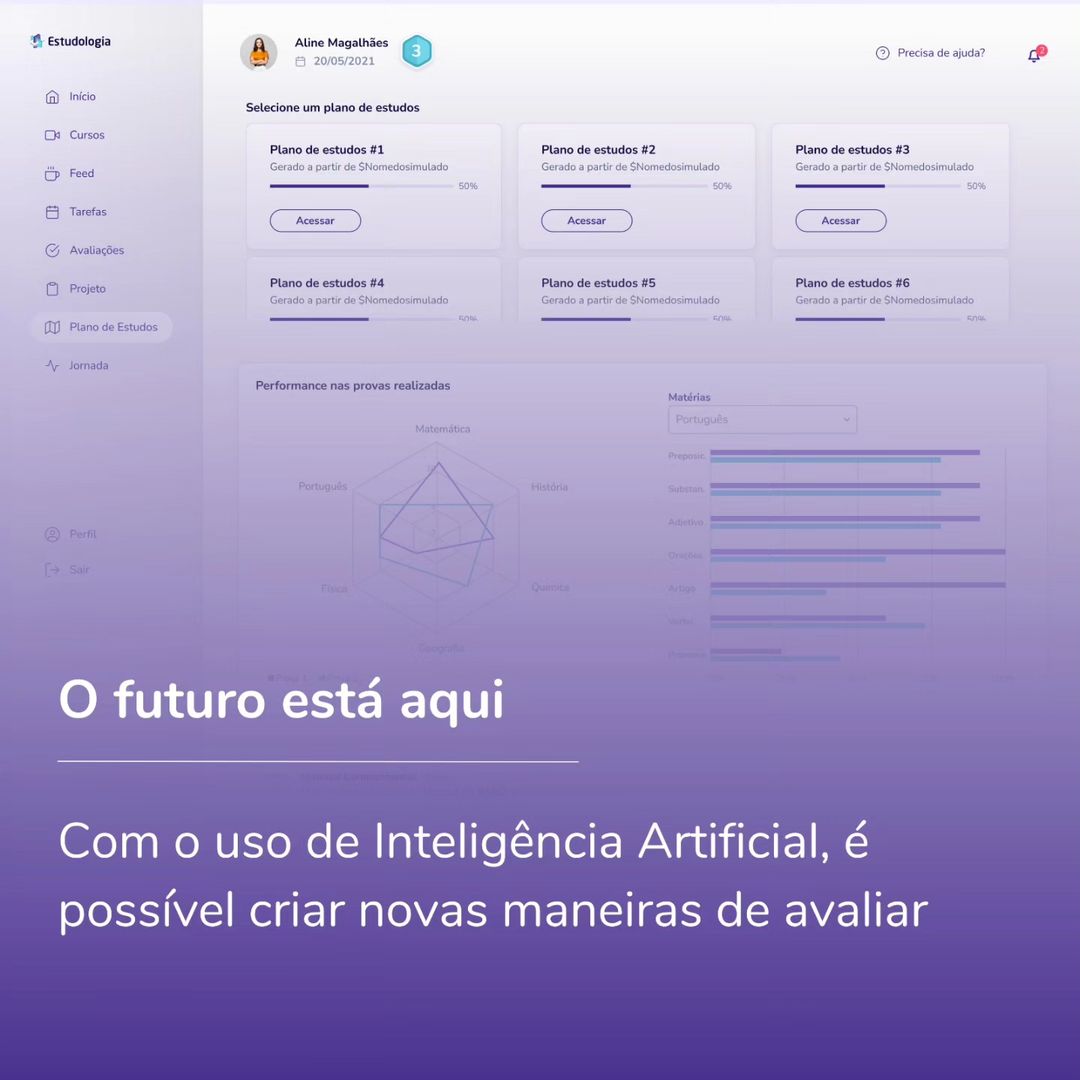 Estudologia
Aline Magalhães
3
20/05/2021
Precisa de ajuda?
2
Início
Cursos
Feed
Tarefas
Avaliações
Projeto
Plano de Estudos
Jornada
Perfil
Sair
Selecione um plano de estudos
Plano de estudos #1
Gerado a partir de $Nomedosimulado
50%
Acessar
Plano de estudos #2
Gerado a partir de $Nomedosimulado
50%
Acessar
Plano de estudos #3
Gerado a partir de $Nomedosimulado
50%
Acessar
Plano de estudos #4
Gerado a partir de $Nomedosimulado
50%
Plano de estudos #5
Gerado a partir de $Nomedosimulado
50%
Plano de estudos #6
Gerado a partir de $Nomedosimulado
50%
Performance nas provas realizadas
Matemática
Português
História
Física
Química
Geografia
Matérias
Português
Preposic.
Substan.
Adjetivo
Orações
Artigo
O futuro está aqui
Com o uso de Inteligência Artificial, é
possível criar novas maneiras de avaliar